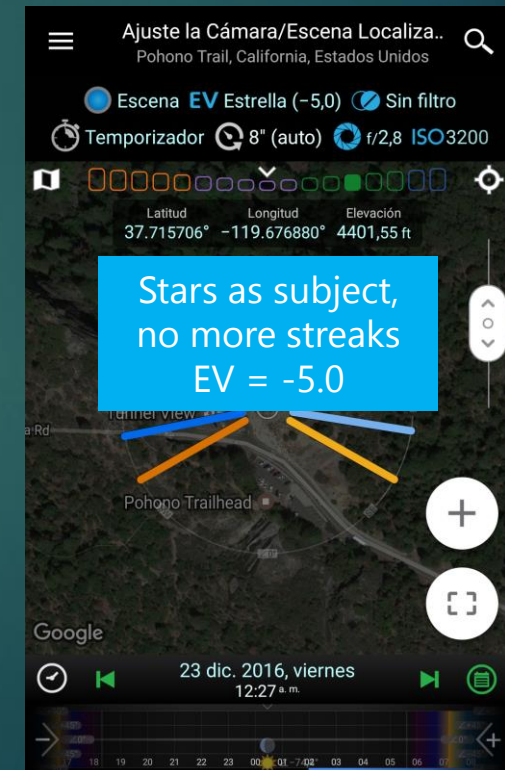 Ajuste la Cámara/Escena Localiza..
Pohono Trail, California, Estados Unidos
Escena EV Estrella (−5,0) Sin filtro
Temporizador 8" (auto) f/2,8 ISO3200
Latitud Longitud Elevación
37.715706° −119.676880° 4401,55 ft
Stars as subject,
no more streaks
EV = -5.0
Tunnel View
a Rd
Pohono Trailhead
Google
23 dic. 2016, viernes
12:27 a. m.
18 19 20 21 22 23 00 01 02 03 04 05 06